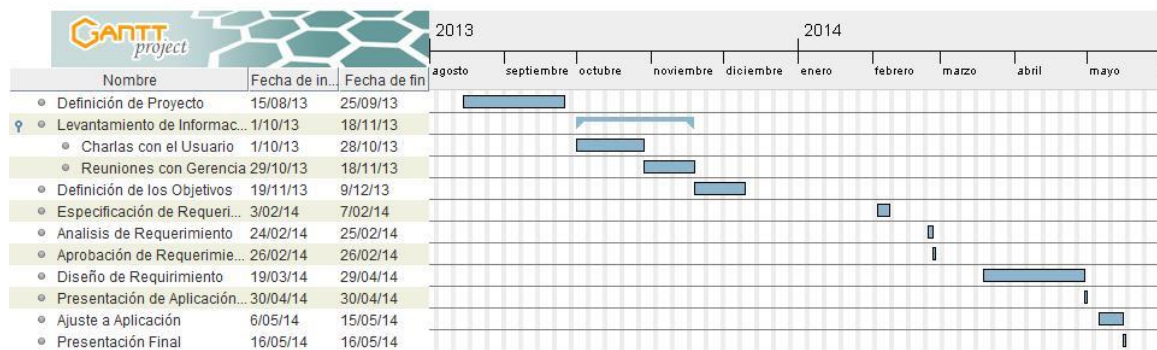 GANTT
project
2013 2014
Nombre Fecha de in... Fecha de fin agosto septiembre octubre noviembre diciembre enero febrero marzo abril mayo
Definición de Proyecto 15/08/13 25/09/13
Levantamiento de Informac... 1/10/13 18/11/13
Charlas con el Usuario 1/10/13 28/10/13
Reuniones con Gerencia 29/10/13 18/11/13
Definición de los Objetivos 19/11/13 9/12/13
Especificación de Requeri... 3/02/14 7/02/14
Analisis de Requerimiento 24/02/14 25/02/14
Aprobación de Requerimie... 26/02/14 26/02/14
Diseño de Requirimiento 19/03/14 29/04/14
Presentación de Aplicación... 30/04/14 30/04/14
Ajuste a Aplicación 6/05/14 15/05/14
Presentación Final 16/05/14 16/05/14